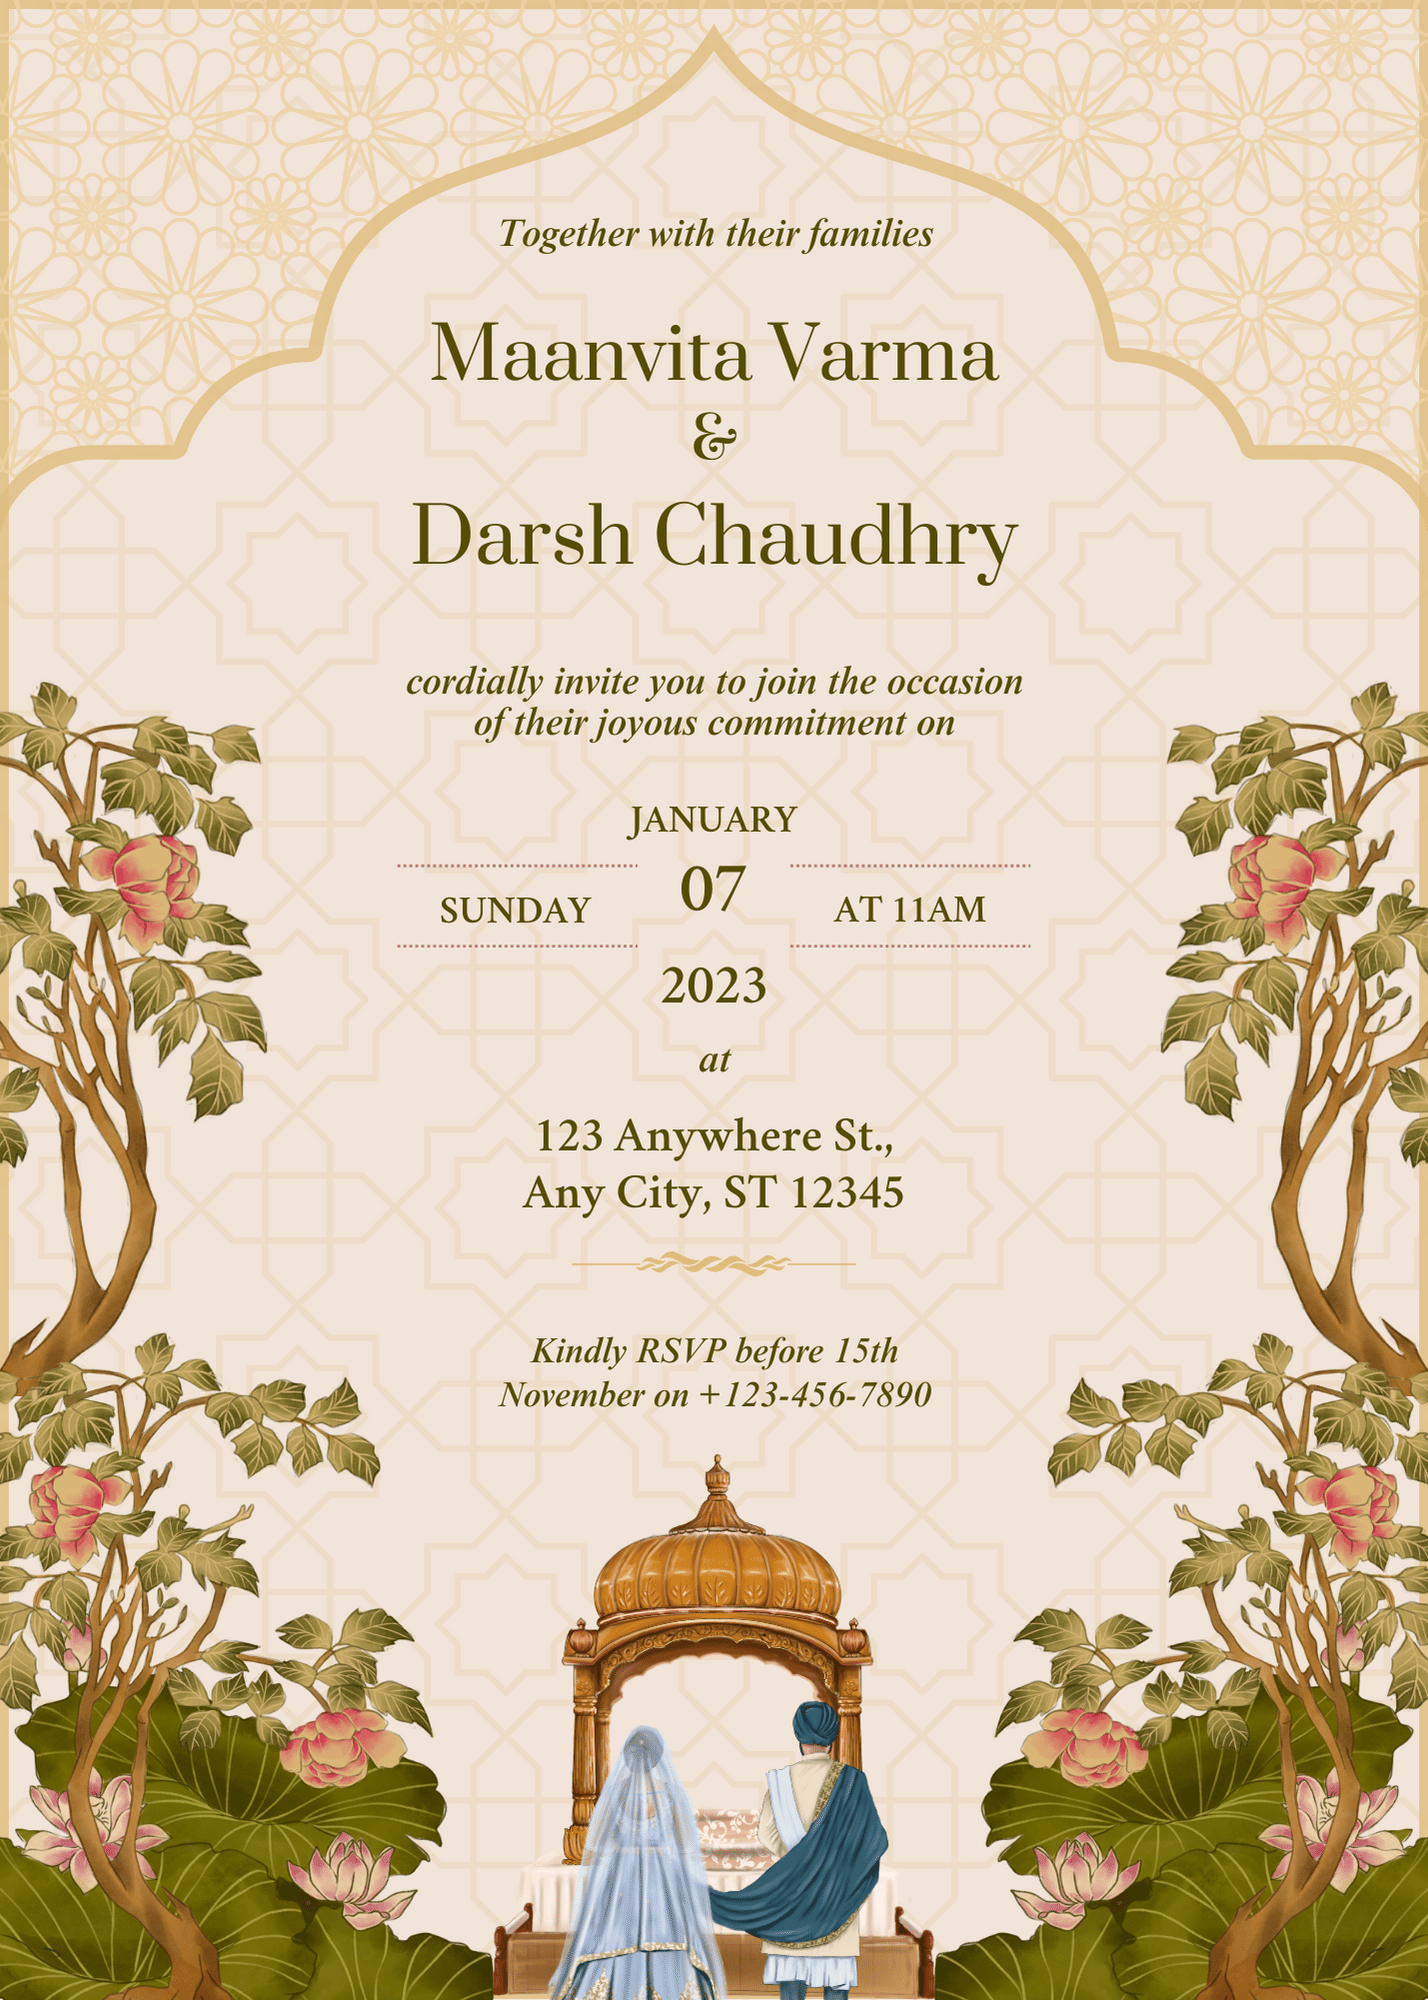 Together with their families
Maanvita Varma
&
Darsh Chaudhry
cordially invite you to join the occasion
of their joyous commitment on
JANUARY
SUNDAY 07 AT 11AM
2023
at
123 Anywhere St.,
Any City, ST 12345
Kindly RSVP before 15th
November on +123-456-7890